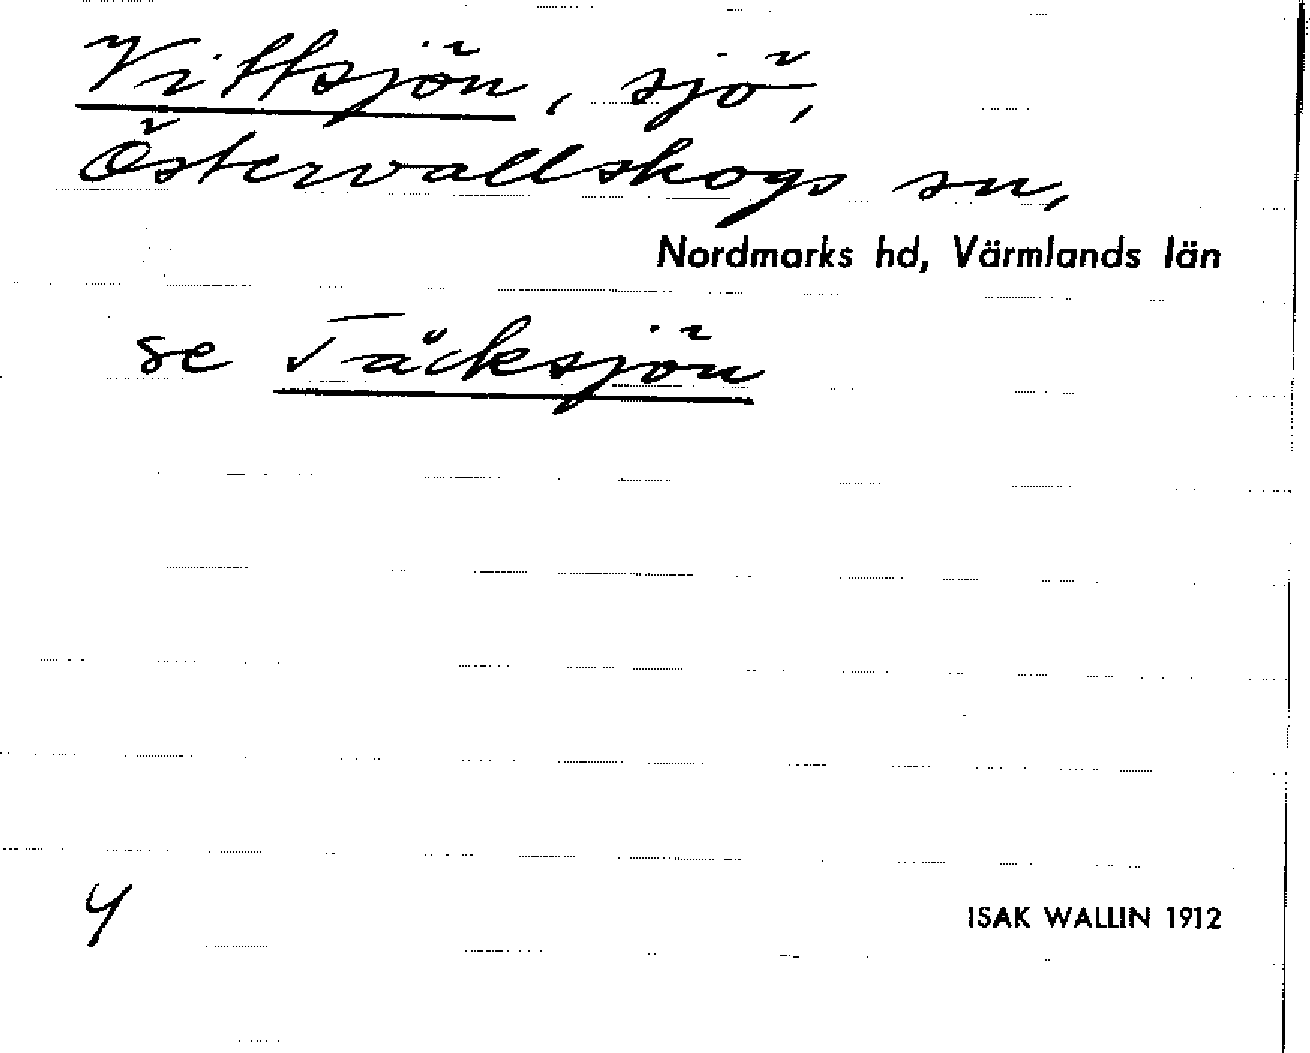 Vittsjön, sjö,
Östervallskogs sn,
Nordmarks hd, Värmlands län
se Täcksjön
4
ISAK WALLIN 1912